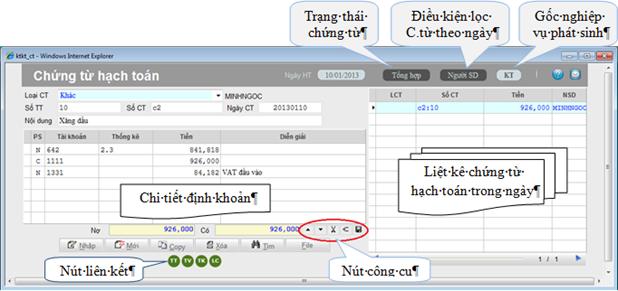 Trạng·thái·
chứng·từ¶
Điều·kiện·lọc·
C.từ·theo·ngày¶
Gốc·nghiệp·
vụ·phát·sinh¶
ktkt_ct - Windows Internet Explorer
Chứng từ hạch toán
Ngày HT 10/01/2013 Tổng hợp Người SD KT
Loại CT Khác MINHNGOC
Số TT 10 Số CT c2 Ngày CT 20130110
Nội dung Xăng dầu
PS Tài khoản Thống kê Tiền Diễn giải
N 642 2.3 841,818
C 1111 926,000
N 1331 84,182 VAT đầu vào
LCT Số CT Tiền NSD
c2:10 926,000 MINHNGOC
Chi·tiết·định·khoản¶
Liệt·kê·chứng·từ·
hạch·toán·trong·ngày¶
Nợ 926,000 Có 926,000
Nhập Mới Copy Xóa Tìm File
1 / 1
TT TV TK LC
Nút·liên·kết¶
Nút·công·cụ¶